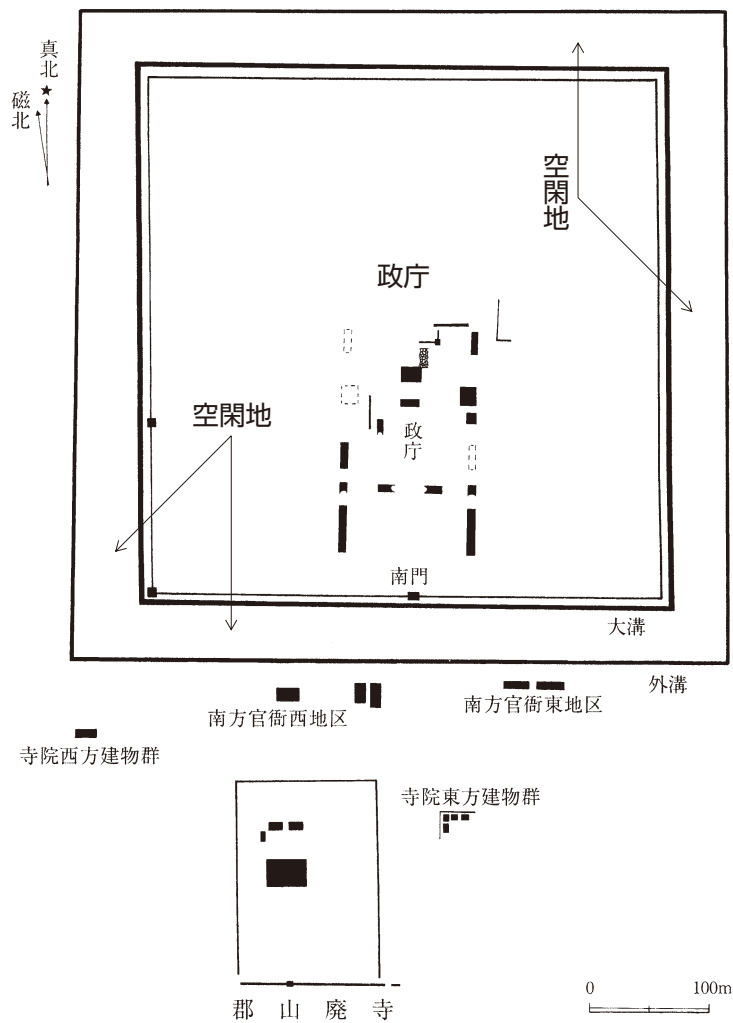 真北
磁北
空閑地
政庁
空閑地
政庁
南門
大溝
外溝
南方官衙西地区
南方官衙東地区
寺院西方建物群
寺院東方建物群
郡山廃寺
0 100m